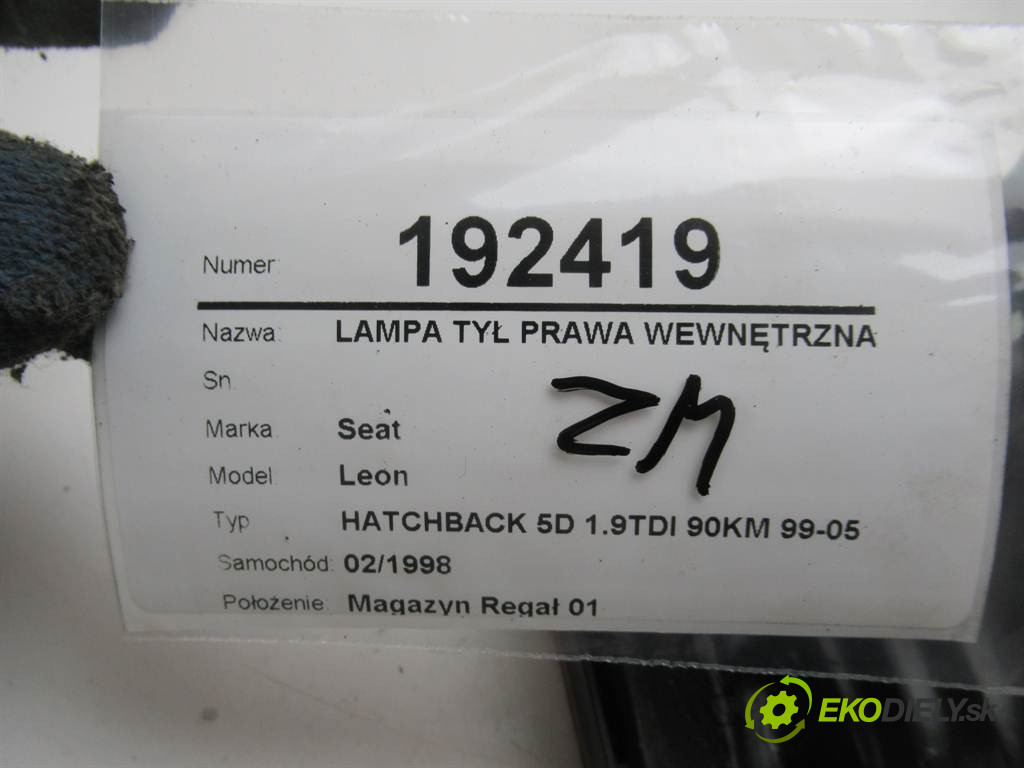 Numer: 192419
Nazwa: LAMPA TYŁ PRAWA WEWNĘTRZNA
Sn
Marka Seat
Model Leon
Typ HATCHBACK 5D 1.9TDI 90KM 99-05
Samochód: 02/1998
Położenie: Magazyn Regał 01
ZM
EKODIELY.sk